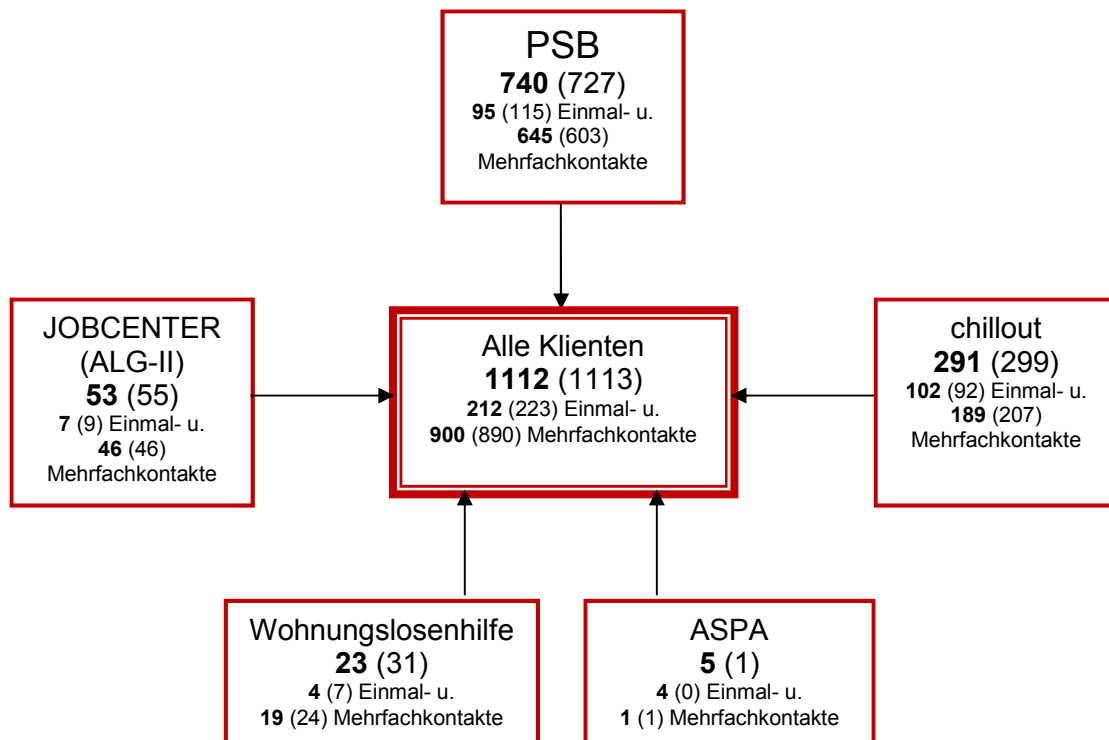 PSB
740 (727)
95 (115) Einmal- u.
645 (603)
Mehrfachkontakte
JOBCENTER
(ALG-II)
53 (55)
7 (9) Einmal- u.
46 (46)
Mehrfachkontakte
Alle Klienten
1112 (1113)
212 (223) Einmal- u.
900 (890) Mehrfachkontakte
chillout
291 (299)
102 (92) Einmal- u.
189 (207)
Mehrfachkontakte
Wohnungslosenhilfe
23 (31)
4 (7) Einmal- u.
19 (24) Mehrfachkontakte
ASPA
5 (1)
4 (0) Einmal- u.
1 (1) Mehrfachkontakte